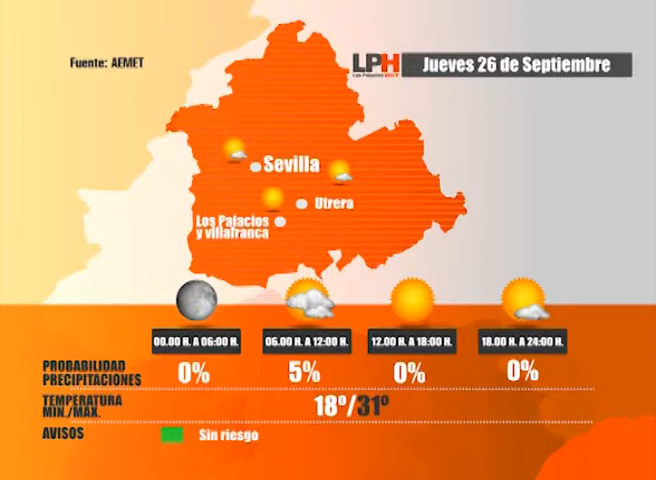 Fuente: AEMET
LPH
Jueves 26 de Septiembre
Sevilla
Utrera
Los Palacios
y villafranca
00.00 H. A 06:00 H.
06.00 H. A 12:00 H.
12.00 H. A 18:00 H.
18.00 H. A 24:00 H.
PROBABILIDAD
PRECIPITACIONES
0%
5%
0%
0%
TEMPERATURA
MIN./MAX.
18º/31º
AVISOS
Sin riesgo